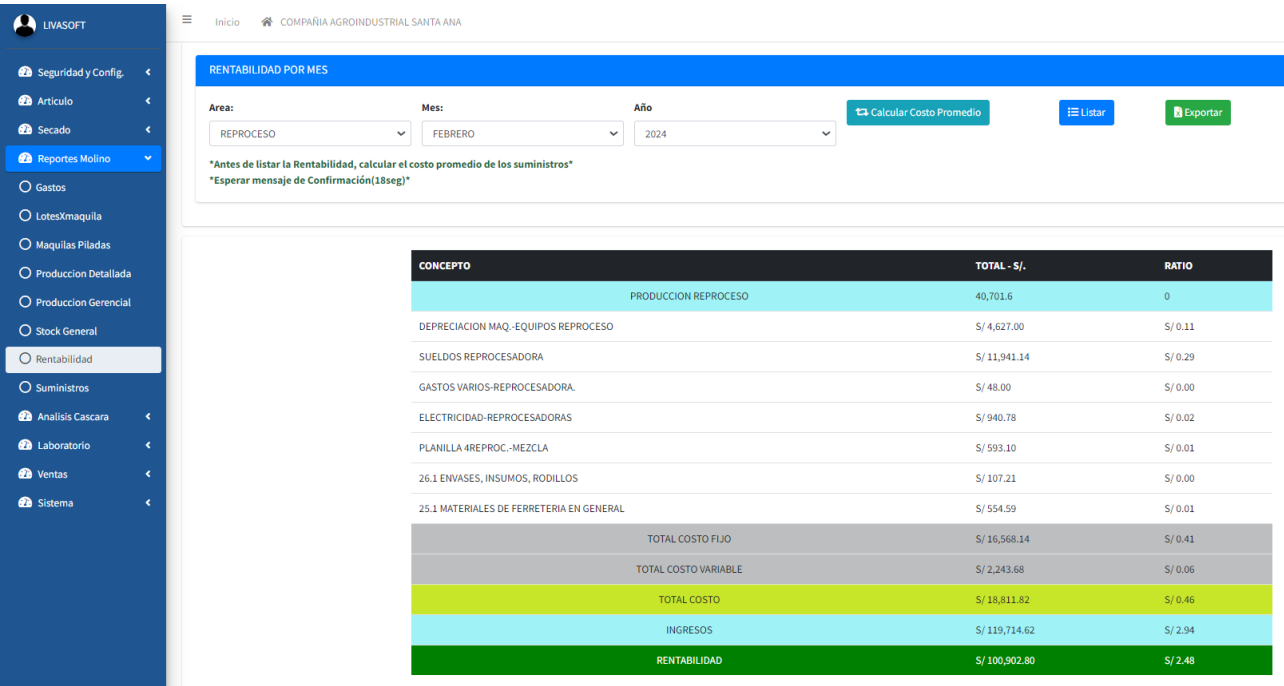 LIVASOFT
Inicio COMPAÑIA AGROINDUSTRIAL SANTA ANA
Seguridad y Config.
Articulo
Secado
Reportes Molino
Gastos
LotesXmaquila
Maquilas Piladas
Produccion Detallada
Produccion Gerencial
Stock General
Rentabilidad
Suministros
Analisis Cascara
Laboratorio
Ventas
Sistema
RENTABILIDAD POR MES
Area: Mes: Año
REPROCESO FEBRERO 2024 Calcular Costo Promedio Listar Exportar
*Antes de listar la Rentabilidad, calcular el costo promedio de los suministros*
*Esperar mensaje de Confirmación(18seg)*
CONCEPTO TOTAL - S/. RATIO
PRODUCCION REPROCESO 40,701.6 0
DEPRECIACION MAQ.-EQUIPOS REPROCESO S/ 4,627.00 S/ 0.11
SUELDOS REPROCESADORA S/ 11,941.14 S/ 0.29
GASTOS VARIOS-REPROCESADORA. S/ 48.00 S/ 0.00
ELECTRICIDAD-REPROCESADORAS S/ 940.78 S/ 0.02
PLANILLA 4REPROC.-MEZCLA S/ 593.10 S/ 0.01
26.1 ENVASES, INSUMOS, RODILLOS S/ 107.21 S/ 0.00
25.1 MATERIALES DE FERRETERIA EN GENERAL S/ 554.59 S/ 0.01
TOTAL COSTO FIJO S/ 16,568.14 S/ 0.41
TOTAL COSTO VARIABLE S/ 2,243.68 S/ 0.06
TOTAL COSTO S/ 18,811.82 S/ 0.46
INGRESOS S/ 119,714.62 S/ 2.94
RENTABILIDAD S/ 100,902.80 S/ 2.48